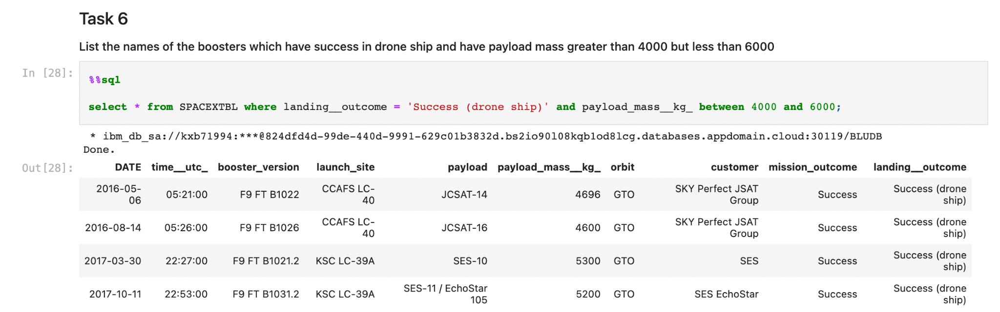 Task 6
List the names of the boosters which have success in drone ship and have payload mass greater than 4000 but less than 6000
In [28]:
%%sql
select * from SPACEXTBL where landing__outcome = 'Success (drone ship)' and payload_mass__kg_ between 4000 and 6000;
* ibm_db_sa://kxb71994:***@824dfd4d-99de-440d-9991-629c01b3832d.bs2io90l08kqb1od8lcg.databases.appdomain.cloud:30119/BLUDB
Done.
Out[28]:
DATE time__utc_ booster_version launch_site payload payload_mass__kg_ orbit customer mission_outcome landing__outcome
2016-05-06 05:21:00 F9 FT B1022 CCAFS LC-40 JCSAT-14 4696 GTO SKY Perfect JSAT Group Success Success (drone ship)
2016-08-14 05:26:00 F9 FT B1026 CCAFS LC-40 JCSAT-16 4600 GTO SKY Perfect JSAT Group Success Success (drone ship)
2017-03-30 22:27:00 F9 FT B1021.2 KSC LC-39A SES-10 5300 GTO SES Success Success (drone ship)
2017-10-11 22:53:00 F9 FT B1031.2 KSC LC-39A SES-11 / EchoStar 105 5200 GTO SES EchoStar Success Success (drone ship)